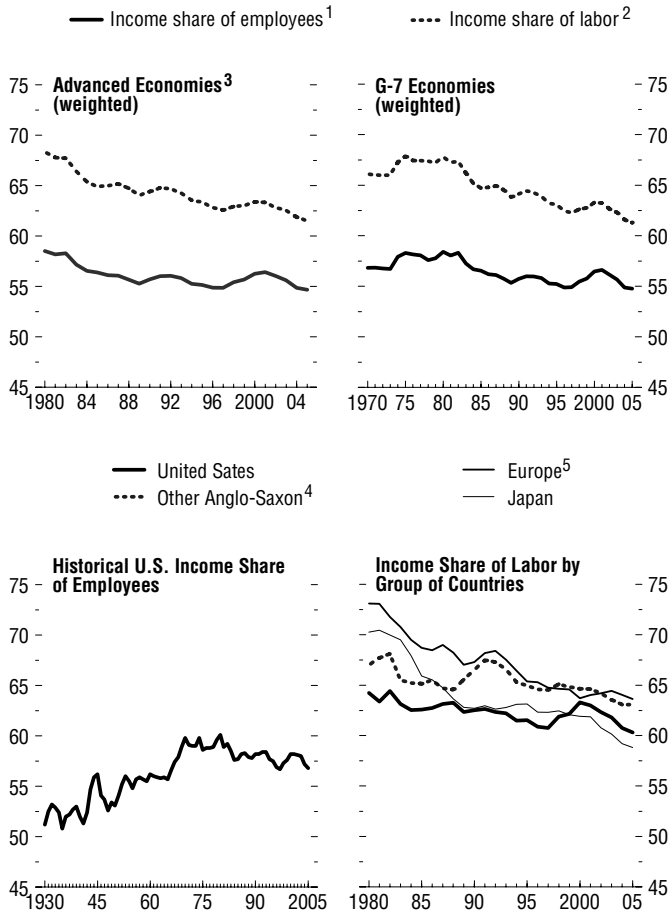 Income share of employees1
Income share of labor2
Advanced Economies3
(weighted)
75
70
65
60
55
50
45
1980 84 88 92 96 2000 04
G-7 Economies
(weighted)
75
70
65
60
55
50
45
1970 75 80 85 90 95 2000 05
United Sates
Other Anglo-Saxon4
Europe5
Japan
Historical U.S. Income Share
of Employees
75
70
65
60
55
50
45
1930 45 60 75 90 2005
Income Share of Labor by
Group of Countries
75
70
65
60
55
50
45
1980 85 90 95 2000 05